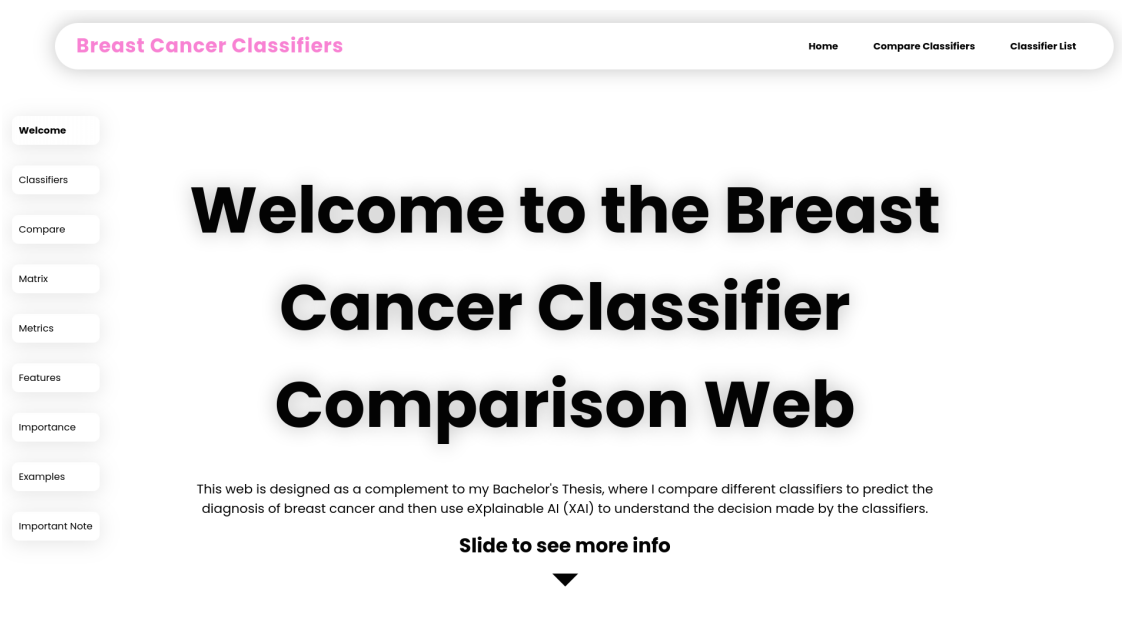 Breast Cancer Classifiers
Home
Compare Classifiers
Classifier List
Welcome
Classifiers
Compare
Matrix
Metrics
Features
Importance
Examples
Important Note
Welcome to the Breast
Cancer Classifier
Comparison Web
This web is designed as a complement to my Bachelor's Thesis, where I compare different classifiers to predict the
diagnosis of breast cancer and then use eXplainable AI (XAI) to understand the decision made by the classifiers.
Slide to see more info